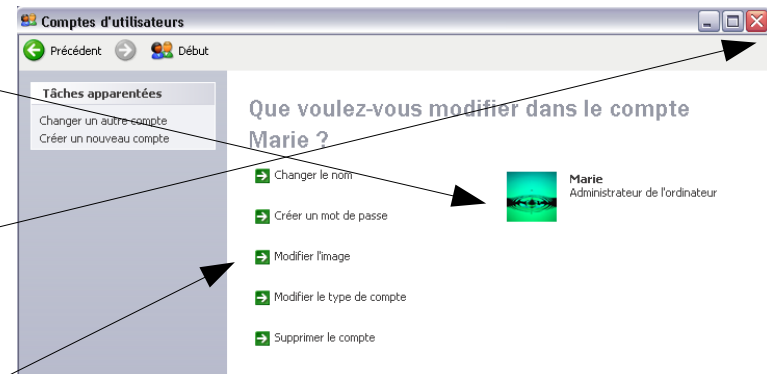 Comptes d'utilisateurs
Précédent
Début
Tâches apparentées
Changer un autre compte
Créer un nouveau compte
Que voulez-vous modifier dans le compte
Marie ?
Changer le nom
Créer un mot de passe
Modifier l'image
Modifier le type de compte
Supprimer le compte
Marie
Administrateur de l'ordinateur